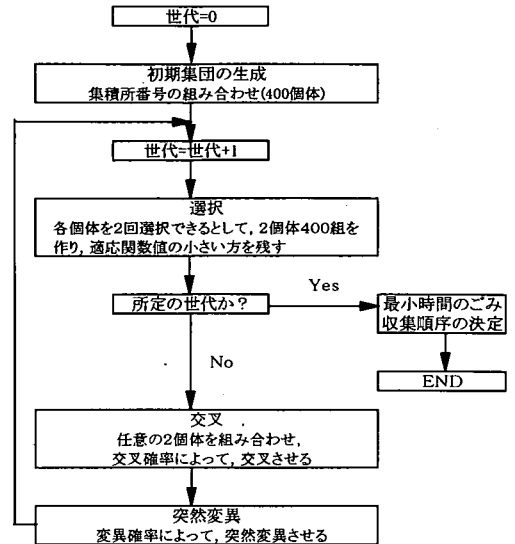 世代=0
初期集団の生成
集積所番号の組み合わせ(400個体)
世代=世代+1
選択
各個体を2回選択できるとして,2個体400組を
作り,適応関数値の小さい方を残す
所定の世代か?
Yes
最小時間のごみ
収集順序の決定
No
END
交叉
任意の2個体を組み合わせ,
交叉確率によって,交叉させる
突然変異
変異確率によって,突然変異させる